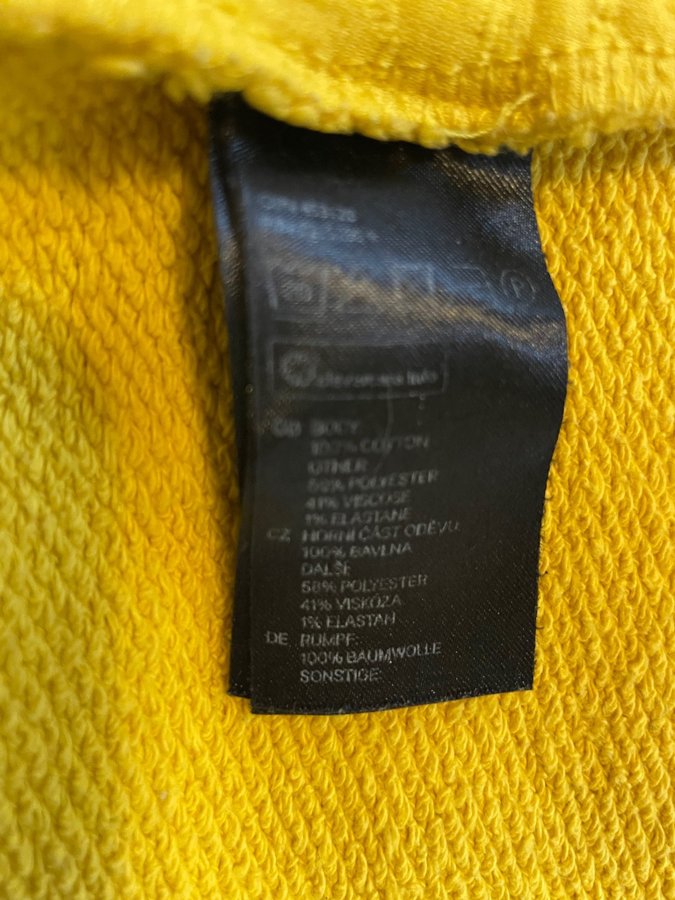 GB BODY
100% COTTON
OTHER
58% POLYESTER
41% VISCOSE
1% ELASTANE
CZ HORNÍ ČÁST ODĚVU:
100% BAVLNA
DALŠÍ:
58% POLYESTER
41% VISKÓZA
1% ELASTAN
DE RUMPF:
100% BAUMWOLLE
SONSTIGE: